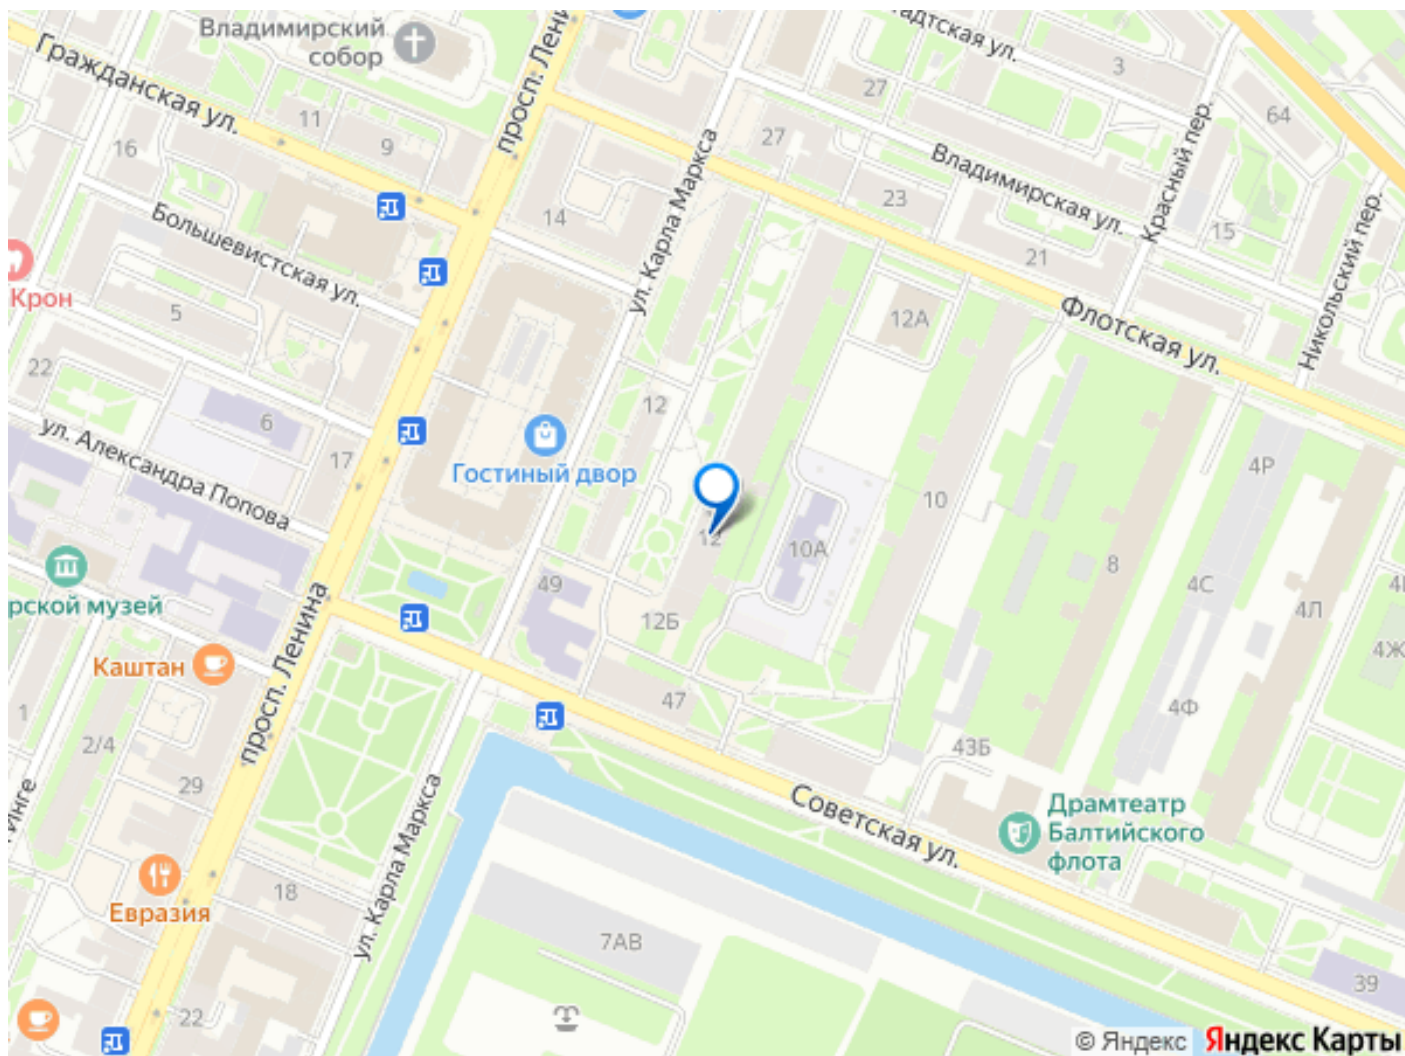 Владимирский
собор
Гражданская ул.
просп. Ленина
адтская ул.
3
27
64
11
9
16
27
ул. Карла Маркса
Владимирская ул.
Красный пер.
23
14
15
Большевистская ул.
21
Никольский пер.
Крон
5
12А
Флотская ул.
22
12
6
ул. Александра Попова
17
Гостиный двор
4Р
10
12
10А
49
8
4С
4Л
рской музей
12Б
просп. Ленина
Каштан
4Ж
47
1
2/4
4Ф
43Б
29
ул. Карла Маркса
Советская ул.
Драмтеатр
Балтийского
флота
Евразия
18
7АВ
39
22
© Яндекс Яндекс Карты